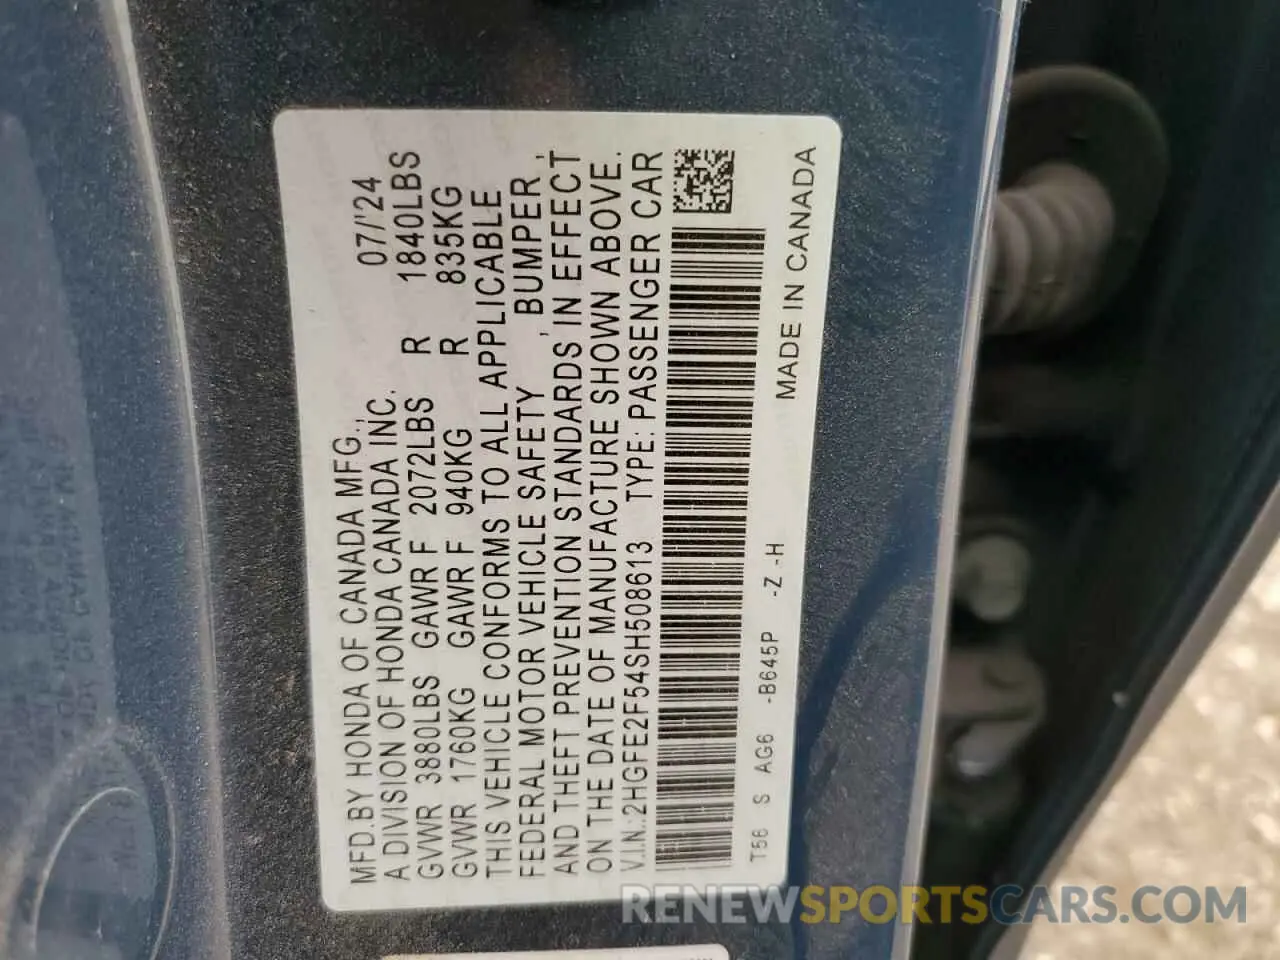 MFD.BY HONDA OF CANADA MFG., 07/'24
A DIVISION OF HONDA CANADA INC.
GVWR 3880LBS GAWR F 2072LBS R 1840LBS
GVWR 1760KG GAWR F 940KG R 835KG
THIS VEHICLE CONFORMS TO ALL APPLICABLE
FEDERAL MOTOR VEHICLE SAFETY , BUMPER ,
AND THEFT PREVENTION STANDARDS IN EFFECT
ON THE DATE OF MANUFACTURE SHOWN ABOVE.
V.I.N.:2HGFE2F54SH508613 TYPE: PASSENGER CAR
T56 S AG6 -B645P -Z -H
MADE IN CANADA
RENEWSPORTSCARS.COM